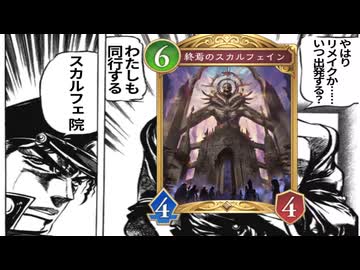 やはり
リメイクか……
いつ出発する?
わたしも
同行する
スカルフェ院
6
終焉のスカルフェイン
4
4